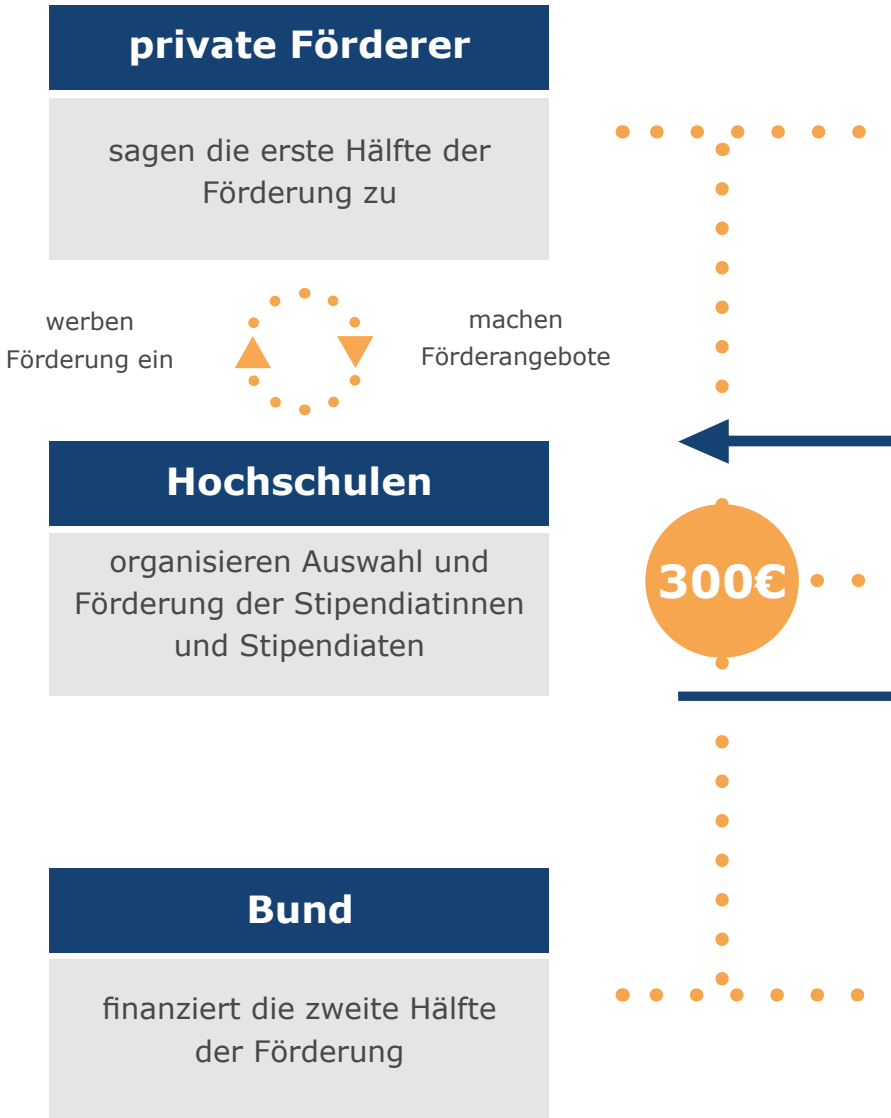 private Förderer
sagen die erste Hälfte der
Förderung zu
werben
Förderung ein
machen
Förderangebote
Hochschulen
organisieren Auswahl und
Förderung der Stipendiatinnen
und Stipendiaten
300€
Bund
finanziert die zweite Hälfte
der Förderung